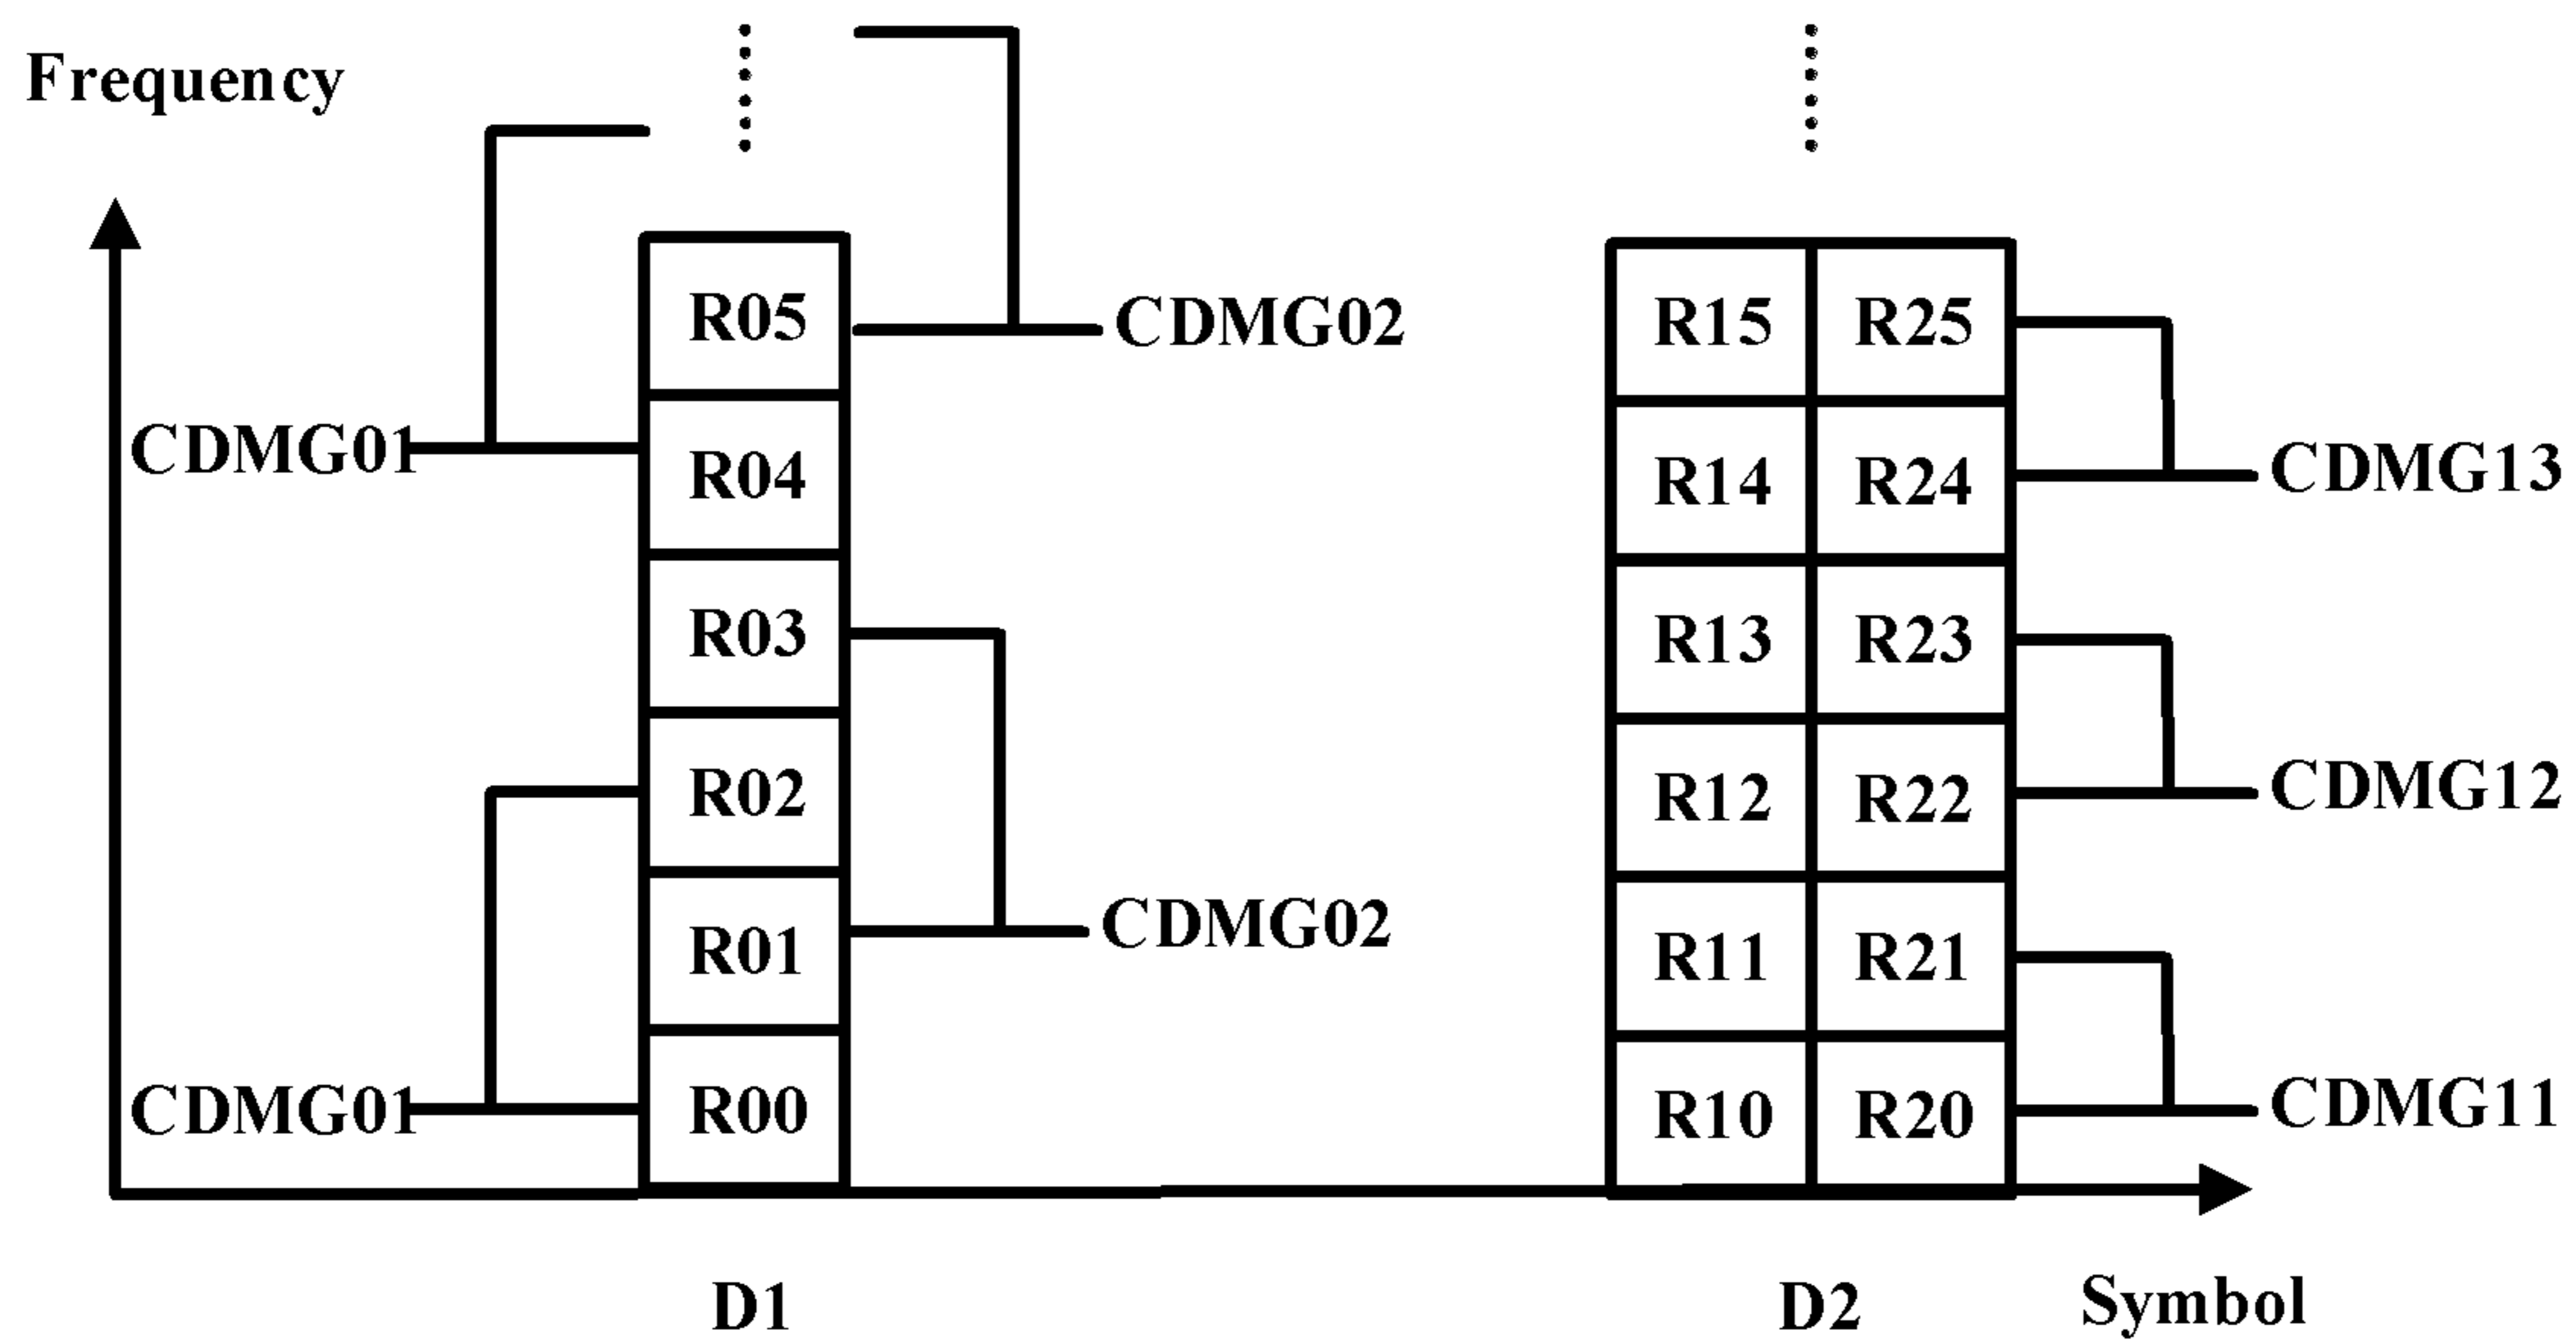 Frequency
R05
CDMG02
R15 R25
CDMG01
R04
R14 R24
CDMG13
R03
R13 R23
R02
R12 R22
CDMG12
R01
CDMG02
R11 R21
CDMG01
R00
R10 R20
CDMG11
D1
D2
Symbol